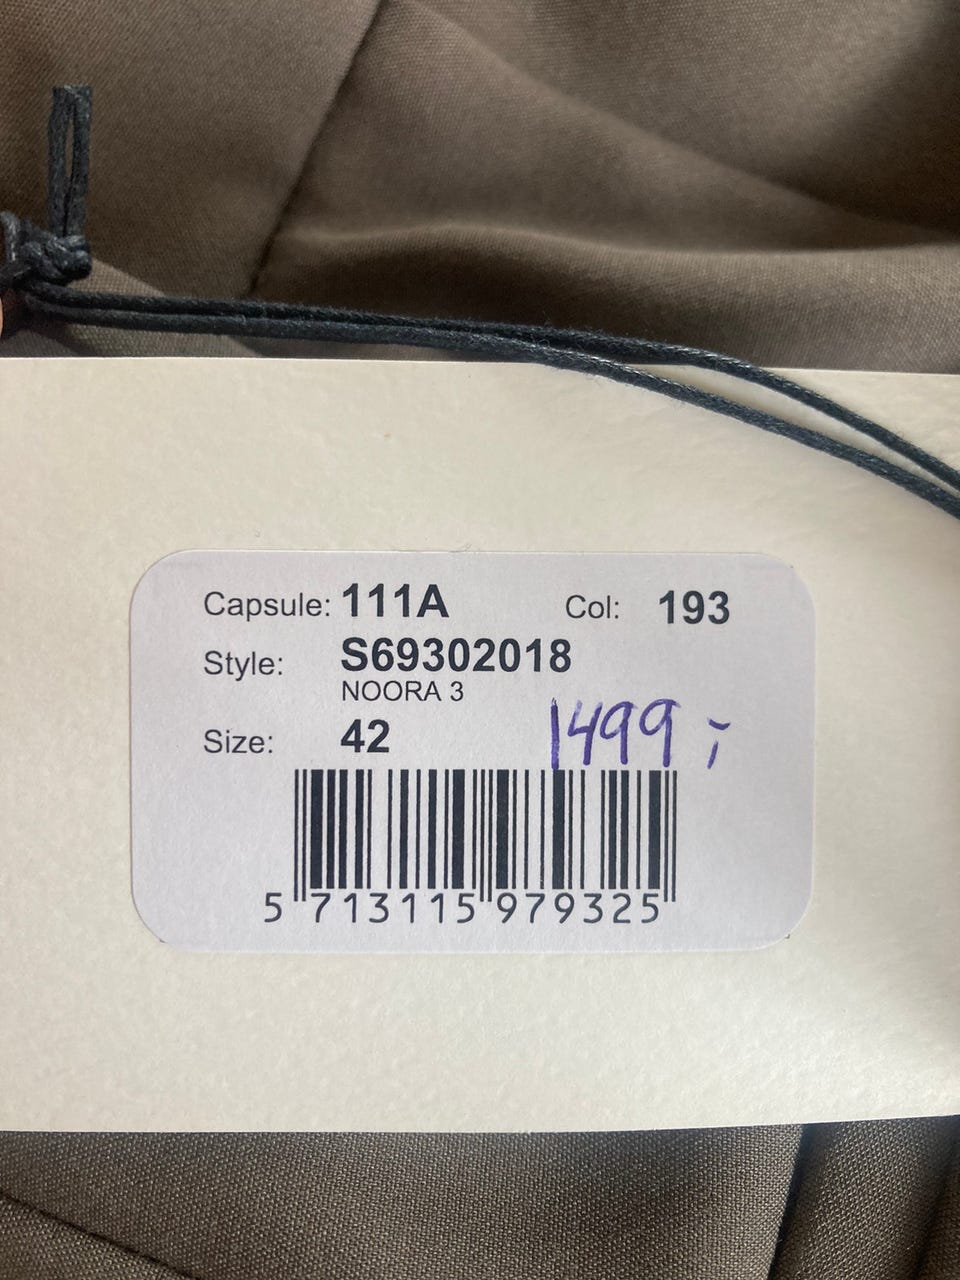 Capsule: 111A Col: 193
Style: S69302018
NOORA 3
Size: 42 1499,-
5 713115 979325